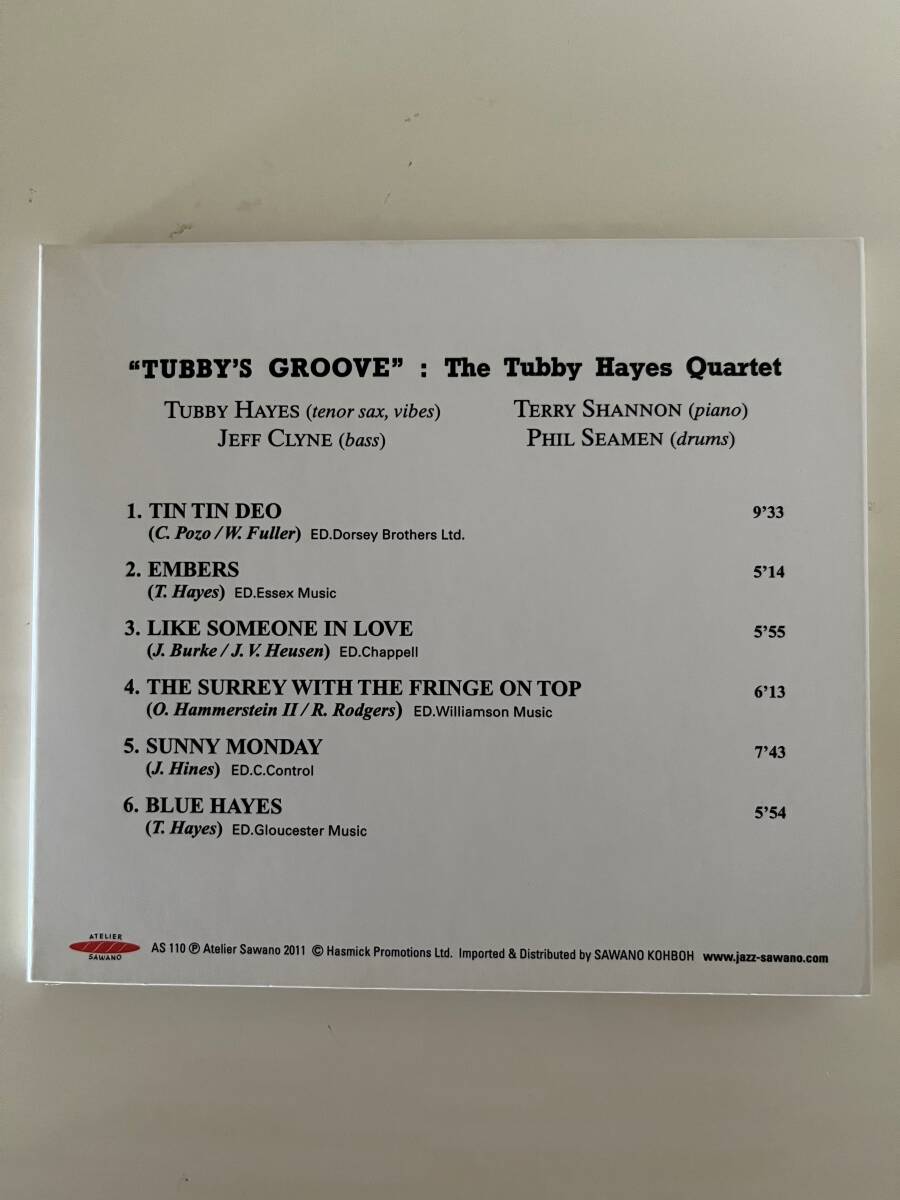 “TUBBY’S GROOVE” : The Tubby Hayes Quartet
TUBBY HAYES (tenor sax, vibes) TERRY SHANNON (piano)
JEFF CLYNE (bass) PHIL SEAMEN (drums)
1. TIN TIN DEO 9’33
(C. Pozo / W. Fuller) ED.Dorsey Brothers Ltd.
2. EMBERS 5’14
(T. Hayes) ED.Essex Music
3. LIKE SOMEONE IN LOVE 5’55
(J. Burke / J. V. Heusen) ED.Chappell
4. THE SURREY WITH THE FRINGE ON TOP 6’13
(O. Hammerstein II / R. Rodgers) ED.Williamson Music
5. SUNNY MONDAY 7’43
(J. Hines) ED.C.Control
6. BLUE HAYES 5’54
(T. Hayes) ED.Gloucester Music
ATELIER
SAWANO
AS 110 ℗ Atelier Sawano 2011 © Hasmick Promotions Ltd. Imported & Distributed by SAWANO KOHBOH www.jazz-sawano.com